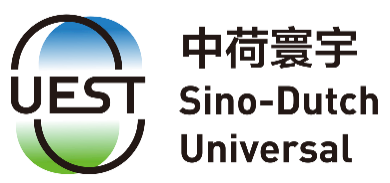 UEST
中荷寰宇
Sino-Dutch
Universal